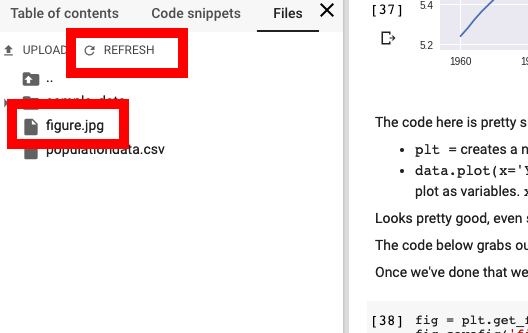 Table of contents Code snippets Files
UPLOAD REFRESH
..
sample_data
figure.jpg
populationdata.csv
[37]
5.4
5.2
1960
The code here is pretty s
• plt = creates a n
• data.plot(x='Y
plot as variables. x
Looks pretty good, even s
The code below grabs ou
Once we've done that we
[38] fig = plt.get_f
fig.savefig('f